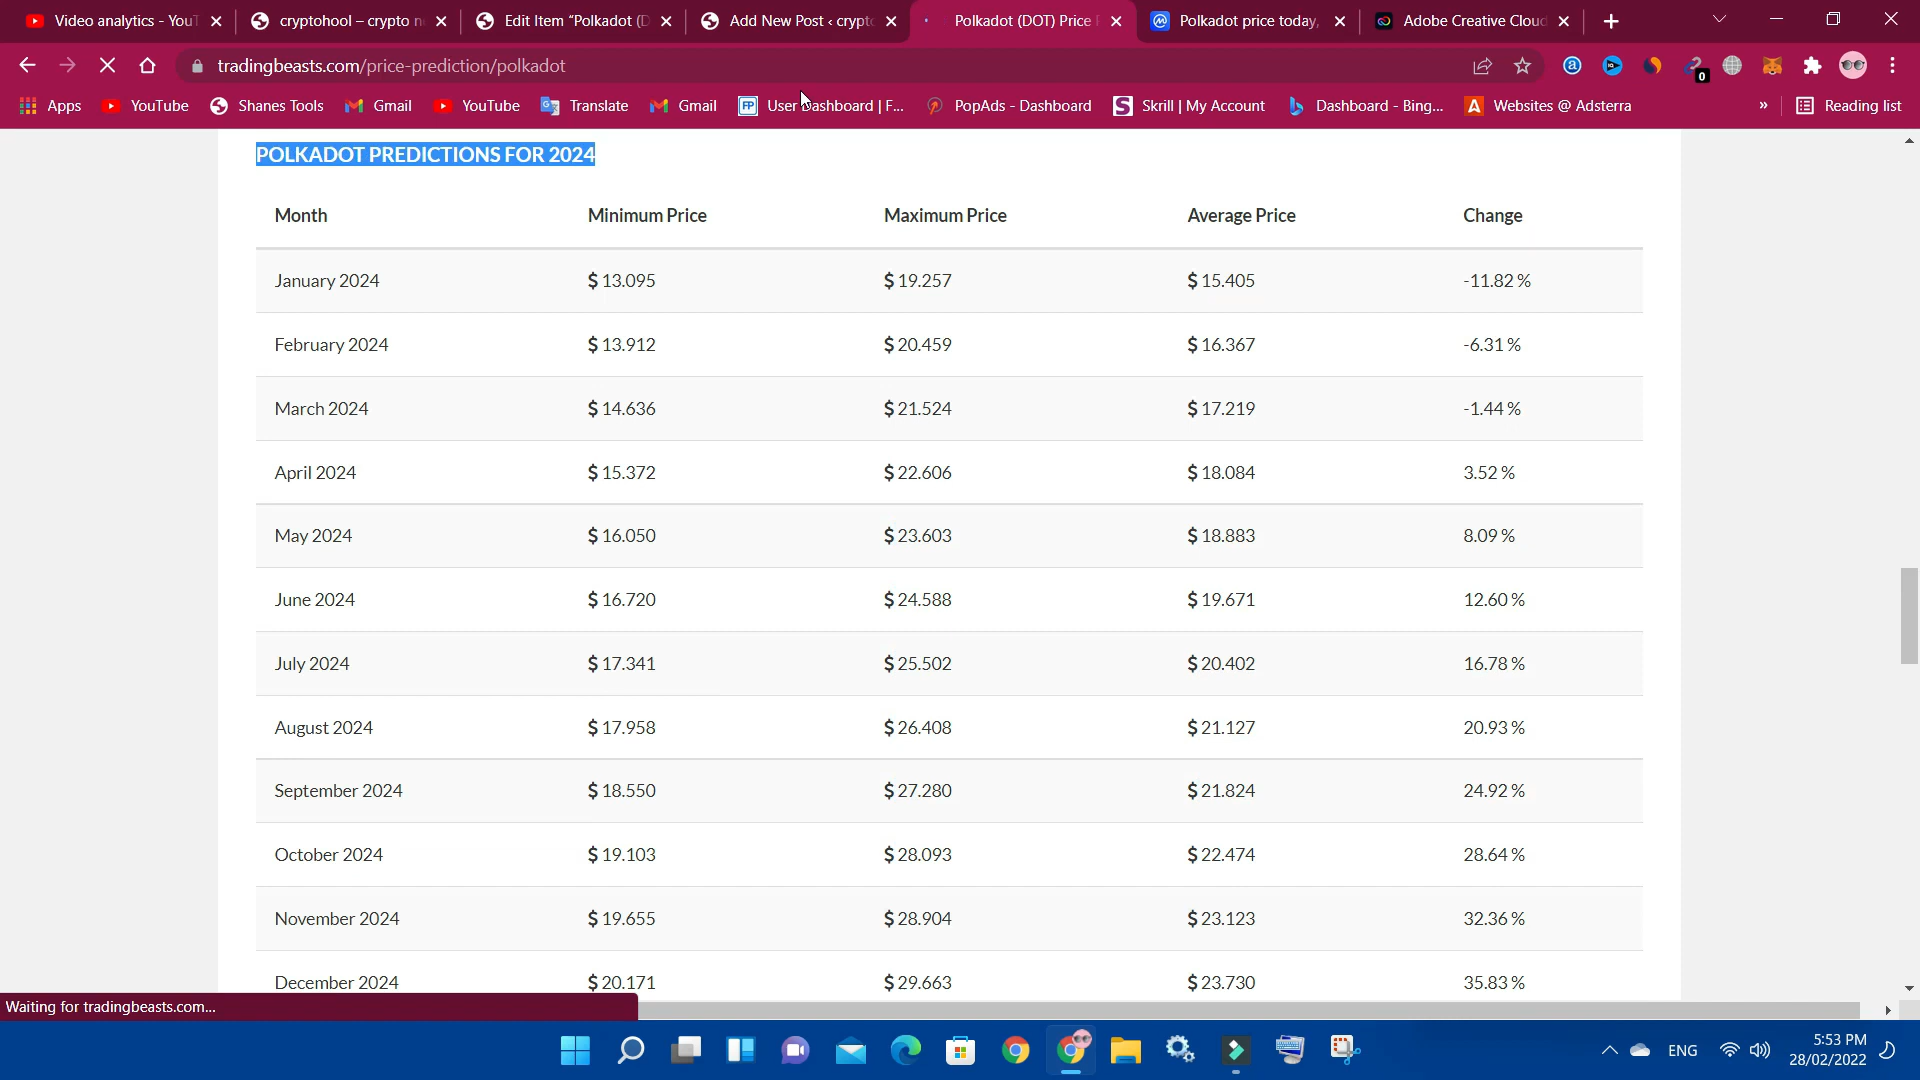 Video analytics - YouT
cryptohool – crypto n
Edit Item “Polkadot (D
Add New Post ‹ crypto
Polkadot (DOT) Price P
Polkadot price today,
Adobe Creative Cloud
tradingbeasts.com/price-prediction/polkadot
0
Apps
YouTube
Shanes Tools
Gmail
YouTube
Translate
Gmail
FP
User Dashboard | F...
PopAds - Dashboard
Skrill | My Account
Dashboard - Bing...
Websites @ Adsterra
»
Reading list
POLKADOT PREDICTIONS FOR 2024
Month Minimum Price Maximum Price Average Price Change
January 2024 $ 13.095 $ 19.257 $ 15.405 -11.82 %
February 2024 $ 13.912 $ 20.459 $ 16.367 -6.31 %
March 2024 $ 14.636 $ 21.524 $ 17.219 -1.44 %
April 2024 $ 15.372 $ 22.606 $ 18.084 3.52 %
May 2024 $ 16.050 $ 23.603 $ 18.883 8.09 %
June 2024 $ 16.720 $ 24.588 $ 19.671 12.60 %
July 2024 $ 17.341 $ 25.502 $ 20.402 16.78 %
August 2024 $ 17.958 $ 26.408 $ 21.127 20.93 %
September 2024 $ 18.550 $ 27.280 $ 21.824 24.92 %
October 2024 $ 19.103 $ 28.093 $ 22.474 28.64 %
November 2024 $ 19.655 $ 28.904 $ 23.123 32.36 %
December 2024 $ 20.171 $ 29.663 $ 23.730 35.83 %
Waiting for tradingbeasts.com...
ENG
5:53 PM
28/02/2022